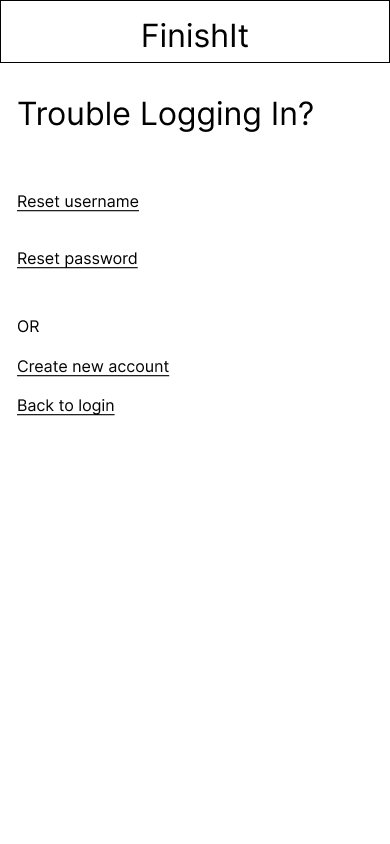 FinishIt
Trouble Logging In?
Reset username
Reset password
OR
Create new account
Back to login